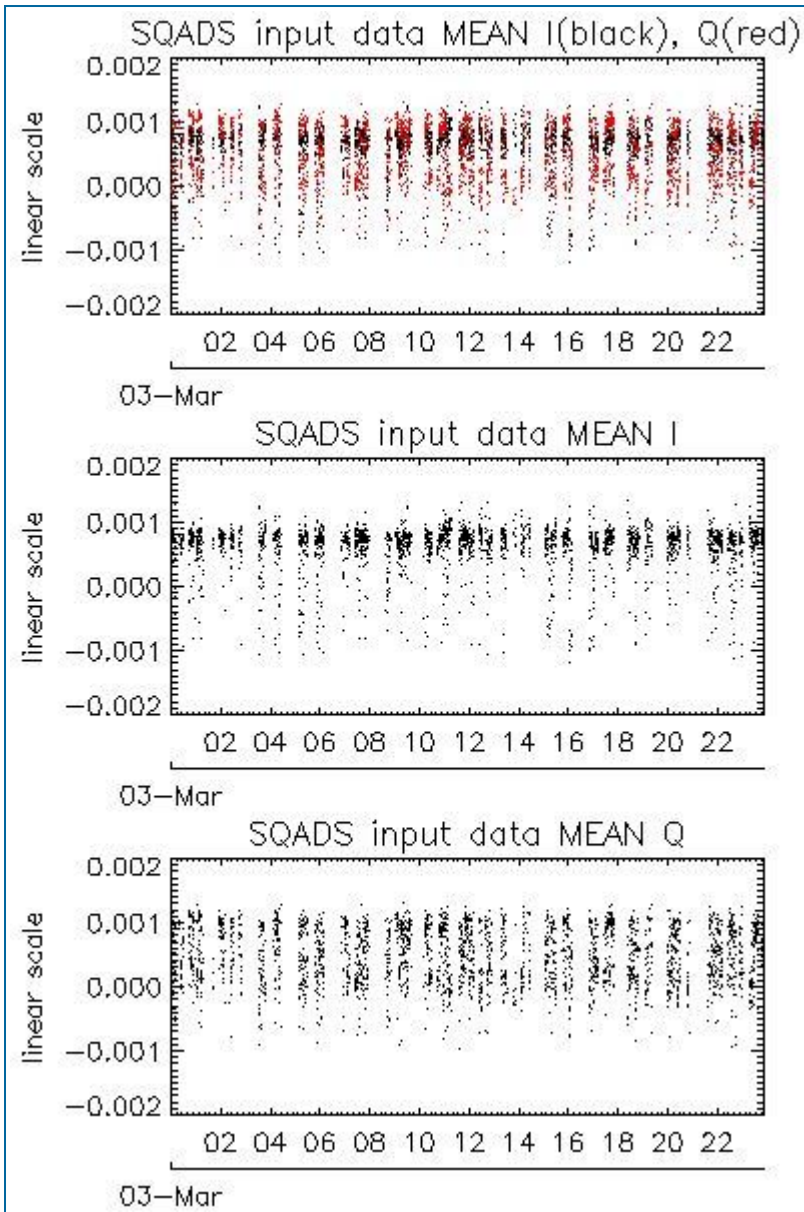 SQADS input data MEAN I(black), Q(red)
linear scale
0.002
0.001
0.000
−0.001
−0.002
02 04 06 08 10 12 14 16 18 20 22
03−Mar
SQADS input data MEAN I
linear scale
0.002
0.001
0.000
−0.001
−0.002
02 04 06 08 10 12 14 16 18 20 22
03−Mar
SQADS input data MEAN Q
linear scale
0.002
0.001
0.000
−0.001
−0.002
02 04 06 08 10 12 14 16 18 20 22
03−Mar